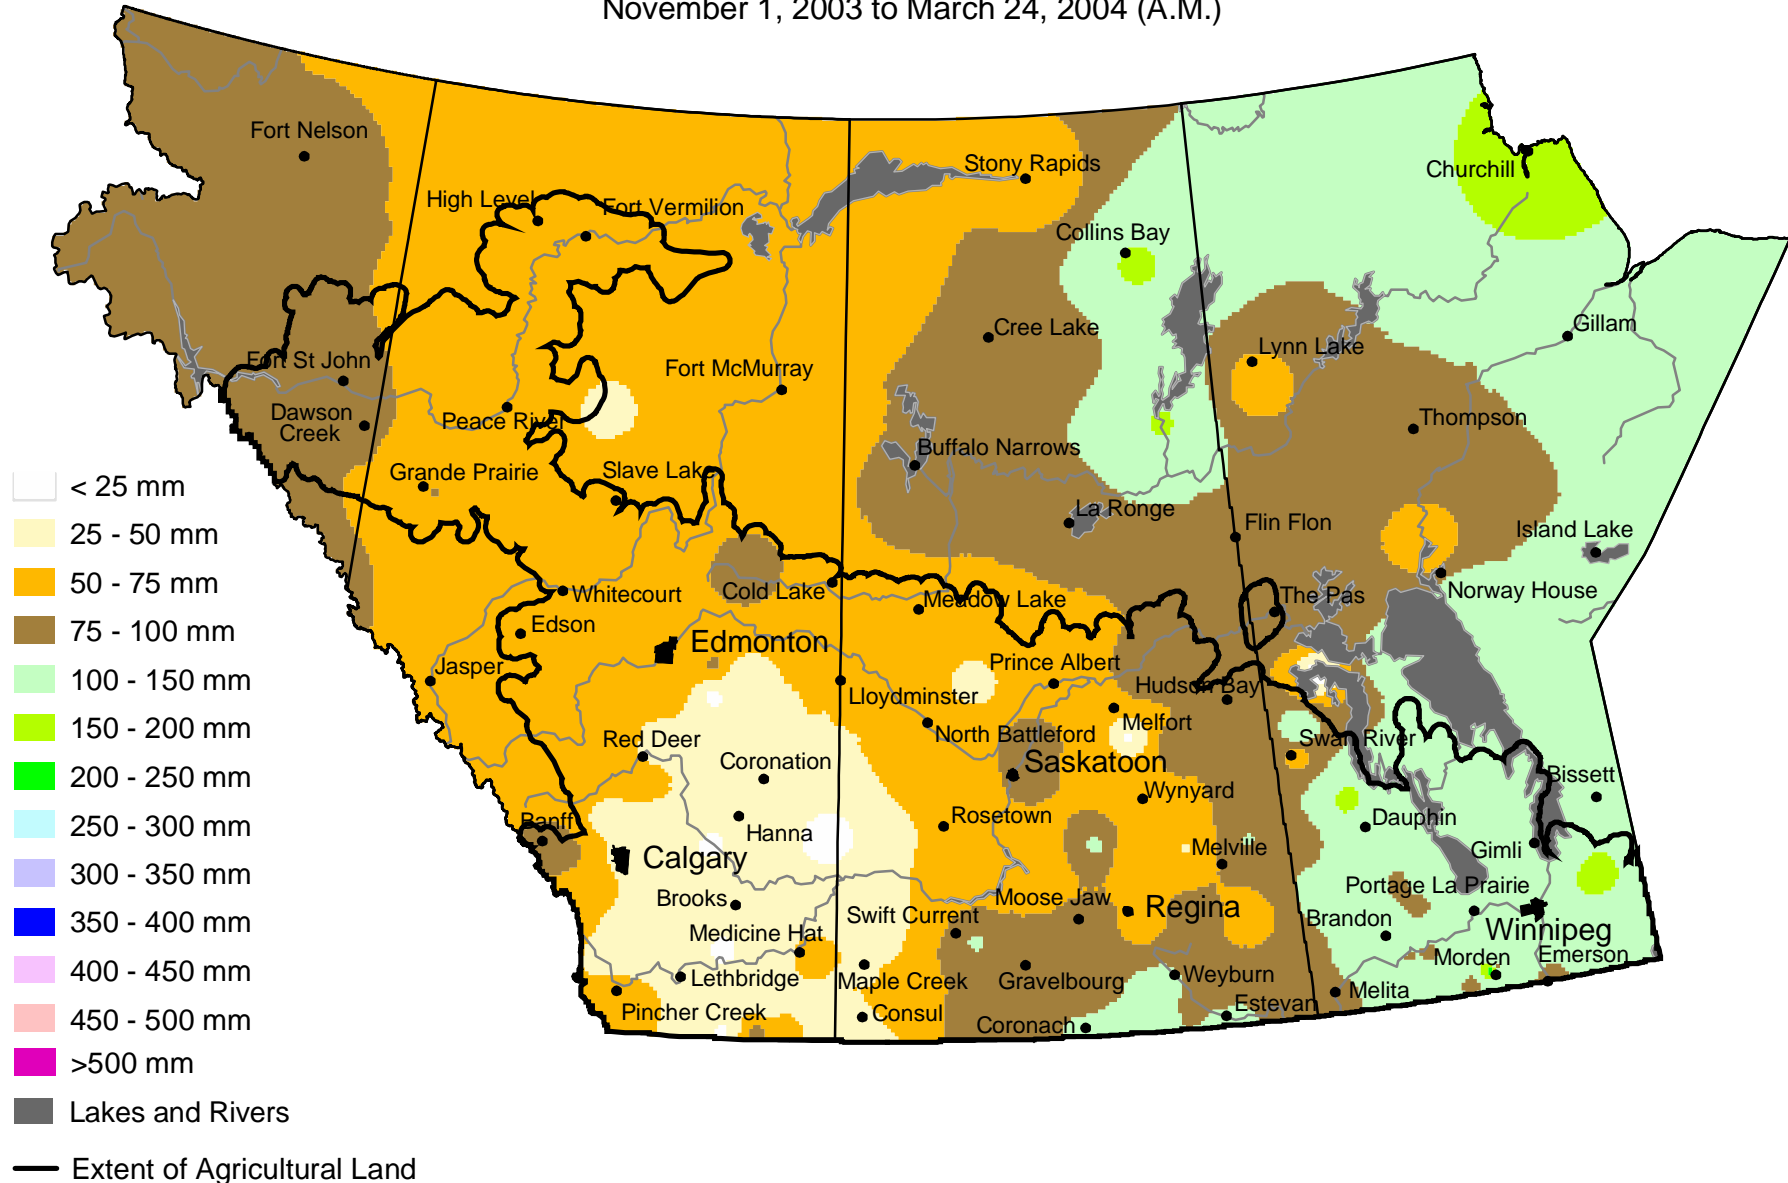 November 1, 2003 to March 24, 2004 (A.M.)
Fort Nelson
Stony Rapids
Churchill
High Level
Fort Vermilion
Collins Bay
Cree Lake
Gillam
Lynn Lake
Fort St John
Fort McMurray
Dawson
Creek
Peace River
Thompson
Buffalo Narrows
Grande Prairie
Slave Lake
La Ronge
Flin Flon
Island Lake
Whitecourt
Cold Lake
Meadow Lake
The Pas
Norway House
Edson
Edmonton
Jasper
Prince Albert
Hudson Bay
Lloydminster
Melfort
North Battleford
Red Deer
Swan River
Coronation
Saskatoon
Bissett
Wynyard
Rosetown
Dauphin
Banff
Hanna
Calgary
Melville
Gimli
Brooks
Moose Jaw
Portage La Prairie
Swift Current
Regina
Brandon
Winnipeg
Medicine Hat
Lethbridge
Maple Creek
Gravelbourg
Weyburn
Morden
Emerson
Pincher Creek
Consul
Coronach
Estevan
Melita
< 25 mm
25 - 50 mm
50 - 75 mm
75 - 100 mm
100 - 150 mm
150 - 200 mm
200 - 250 mm
250 - 300 mm
300 - 350 mm
350 - 400 mm
400 - 450 mm
450 - 500 mm
>500 mm
Lakes and Rivers
Extent of Agricultural Land